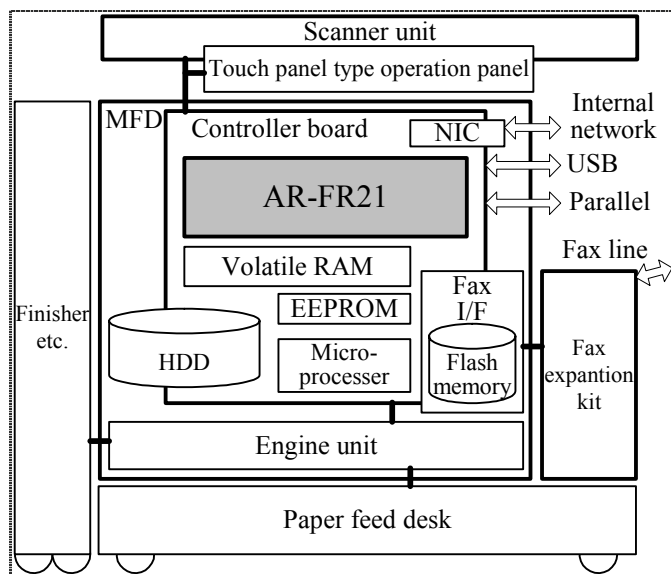 Scanner unit
Touch panel type operation panel
MFD
Controller board
NIC
Internal
network
USB
Parallel
AR-FR21
Volatile RAM
EEPROM
Micro-
processer
HDD
Fax
I/F
Flash
memory
Fax line
Fax
expantion
kit
Finisher
etc.
Engine unit
Paper feed desk